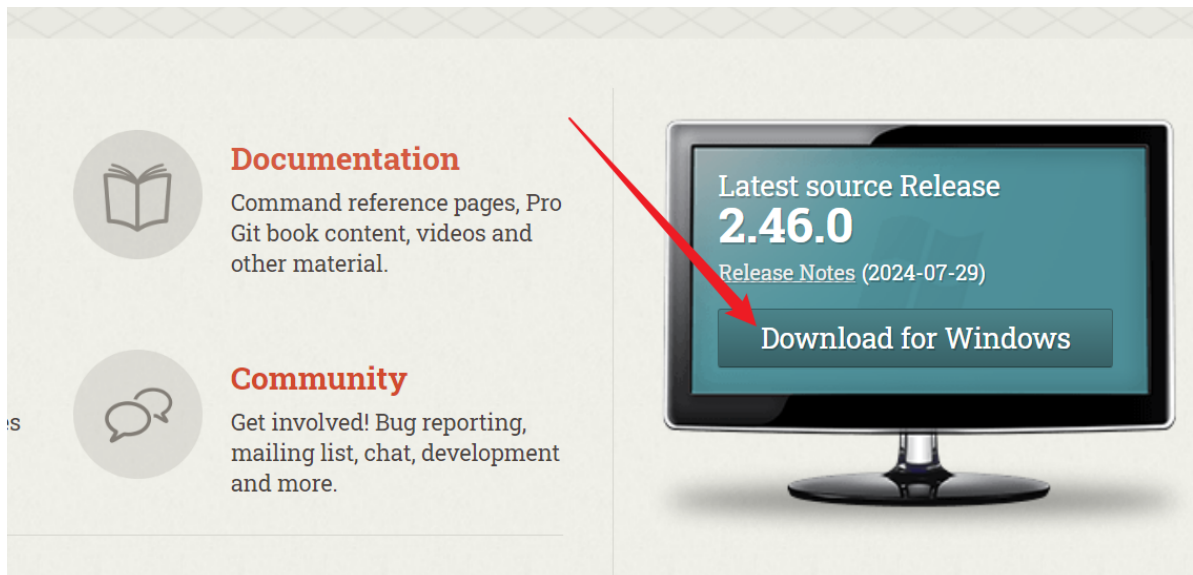 Documentation
Command reference pages, Pro
Git book content, videos and
other material.
Community
Get involved! Bug reporting,
mailing list, chat, development
and more.
Latest source Release
2.46.0
Release Notes (2024-07-29)
Download for Windows